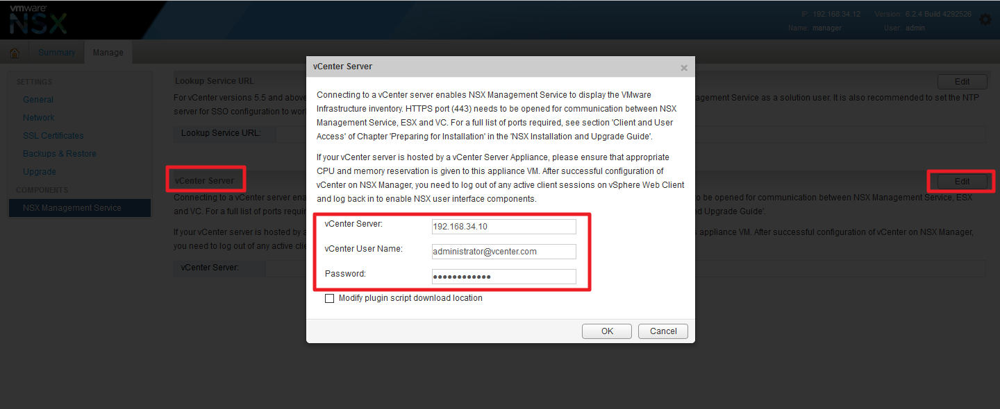 vmware
NSX
IP: 192.168.34.12 Version: 6.2.4 Build 4292526
Name: manager User: admin
Summary Manage
SETTINGS
General
Network
SSL Certificates
Backups & Restore
Upgrade
COMPONENTS
NSX Management Service
Lookup Service URL
Edit
For vCenter versions 5.5 and above
agement Service as a solution user. It is also recommended to set the NTP
server for SSO configuration to wor
Lookup Service URL:
vCenter Server
Edit
Connecting to a vCenter server ena
to be opened for communication between NSX Management Service, ESX
and VC. For a full list of ports requir
nd Upgrade Guide'.
If your vCenter server is hosted by a
s appliance VM. After successful configuration of vCenter on NSX Manager,
you need to log out of any active clie
vCenter Server:
vCenter Server
Connecting to a vCenter server enables NSX Management Service to display the VMware
Infrastructure inventory. HTTPS port (443) needs to be opened for communication between NSX
Management Service, ESX and VC. For a full list of ports required, see section 'Client and User
Access' of Chapter 'Preparing for Installation' in the 'NSX Installation and Upgrade Guide'.
If your vCenter server is hosted by a vCenter Server Appliance, please ensure that appropriate
CPU and memory reservation is given to this appliance VM. After successful configuration of
vCenter on NSX Manager, you need to log out of any active client sessions on vSphere Web Client
and log back in to enable NSX user interface components.
vCenter Server: 192.168.34.10
vCenter User Name: administrator@vcenter.com
Password: ●●●●●●●●●●●●
Modify plugin script download location
OK Cancel